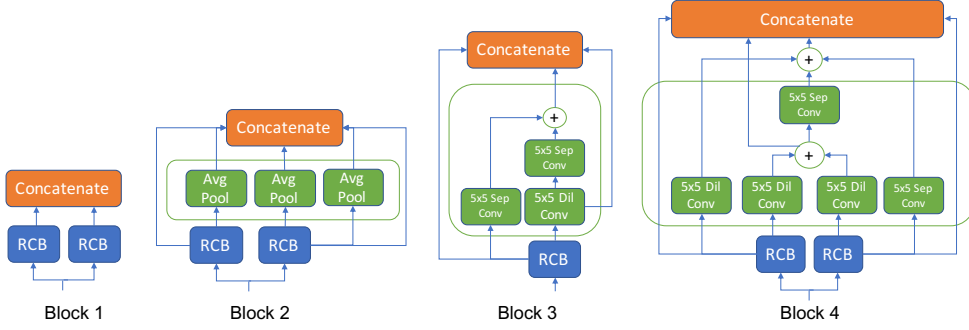 Concatenate
RCB
RCB
Block 1
Concatenate
Avg
Pool
Avg
Pool
Avg
Pool
RCB
RCB
Block 2
Concatenate
+
5x5 Sep
Conv
5x5 Sep
Conv
5x5 Dil
Conv
RCB
Block 3
Concatenate
+
5x5 Sep
Conv
+
5x5 Dil
Conv
5x5 Dil
Conv
5x5 Dil
Conv
5x5 Sep
Conv
RCB
RCB
Block 4